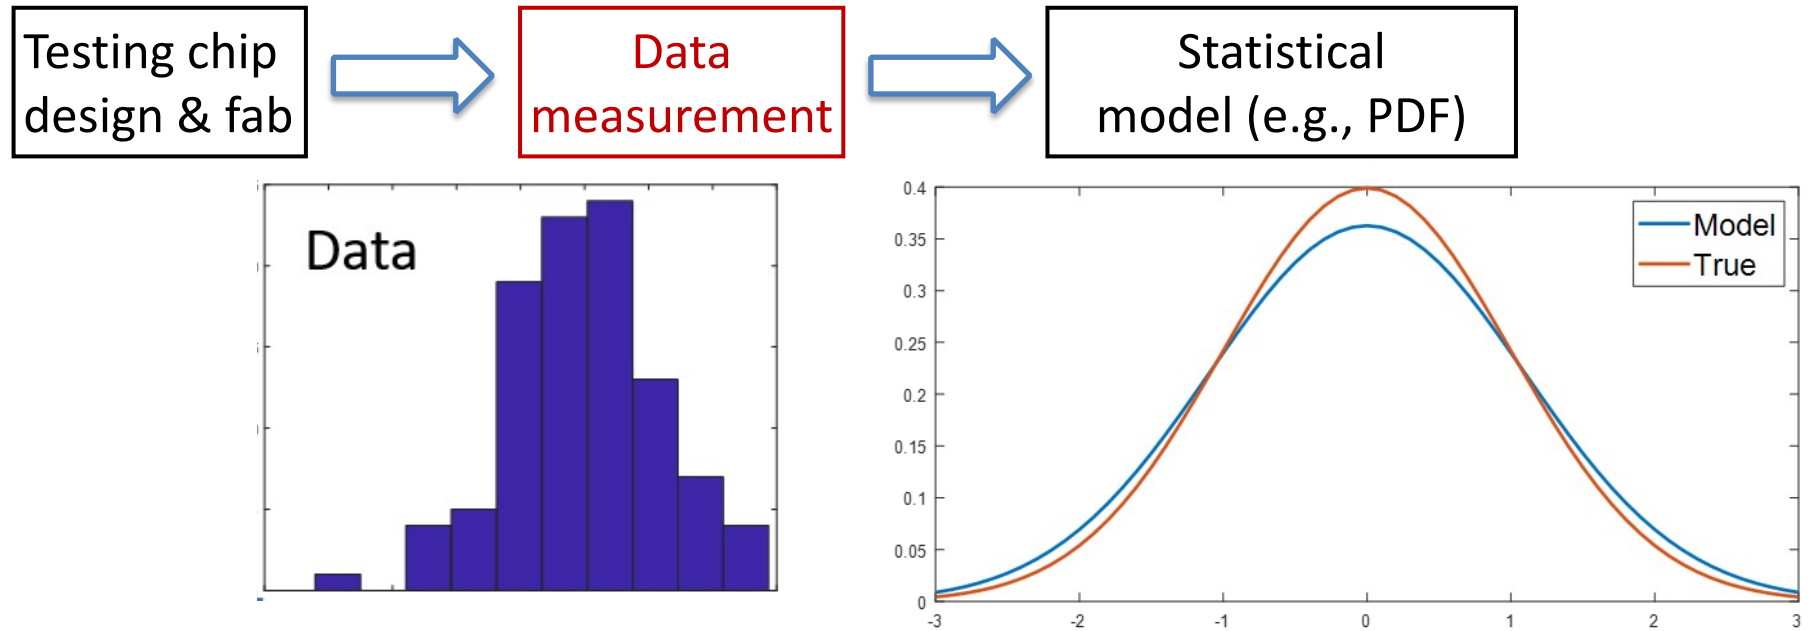 Testing chip
design & fab
Data
measurement
Statistical
model (e.g., PDF)
Data
0.4
0.35
0.3
0.25
0.2
0.15
0.1
0.05
0
-3
-2
-1
0
1
2
3
Model
True